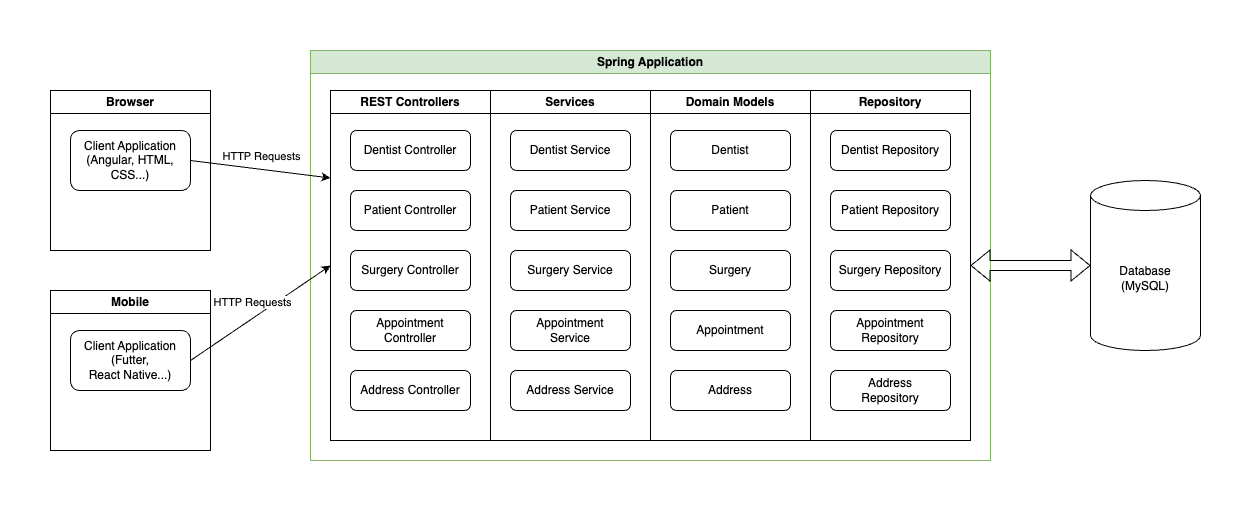 Spring Application
Browser
Client Application
(Angular, HTML,
CSS...)
HTTP Requests
Mobile
Client Application
(Futter,
React Native...)
HTTP Requests
REST Controllers
Dentist Controller
Patient Controller
Surgery Controller
Appointment
Controller
Address Controller
Services
Dentist Service
Patient Service
Surgery Service
Appointment
Service
Address Service
Domain Models
Dentist
Patient
Surgery
Appointment
Address
Repository
Dentist Repository
Patient Repository
Surgery Repository
Appointment
Repository
Address
Repository
Database
(MySQL)